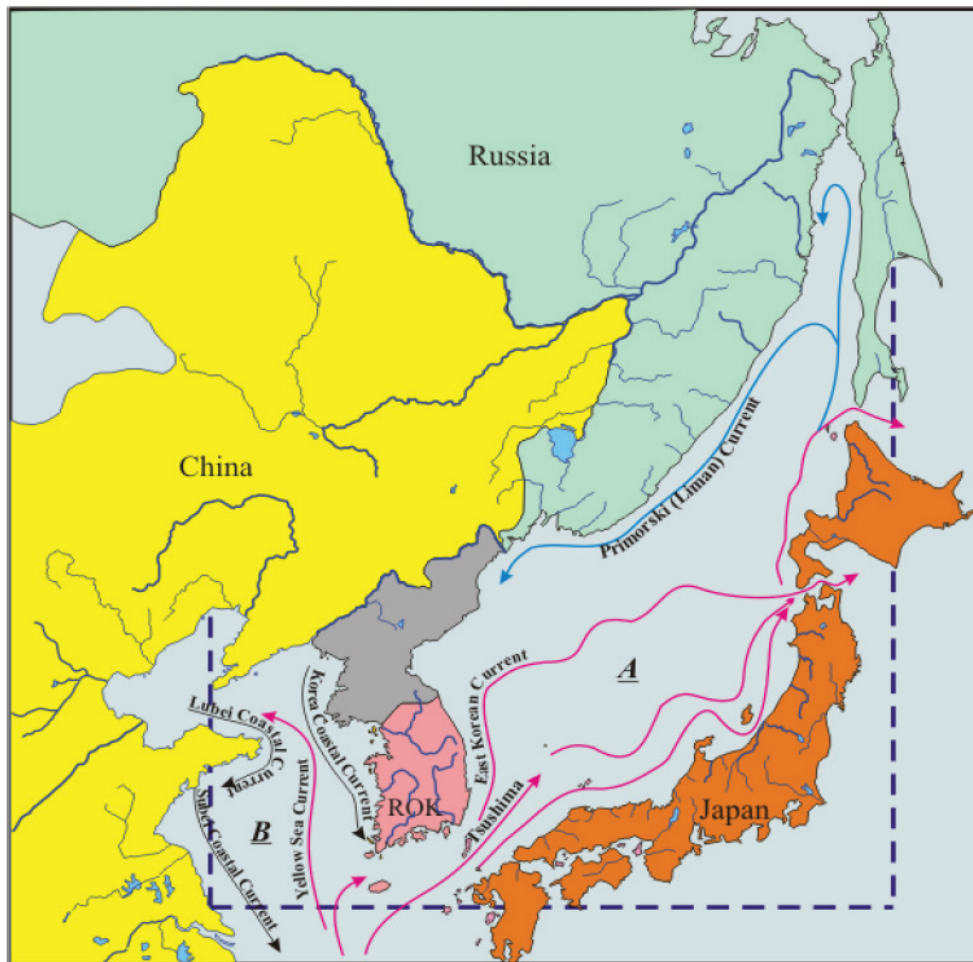 Russia
China
Primorski (Liman) Current
A
East Korean Current
Korea Coastal Current
Lubei Coastal Current
Subei Coastal Current
B
Yellow Sea Current
ROK
Tsushima
Japan